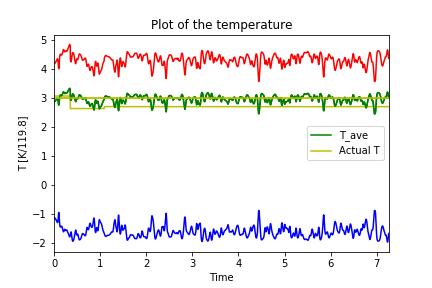 Plot of the temperature
5
4
3
2
1
0
−1
−2
T [K/119.8]
T_ave
Actual T
0 1 2 3 4 5 6 7
Time